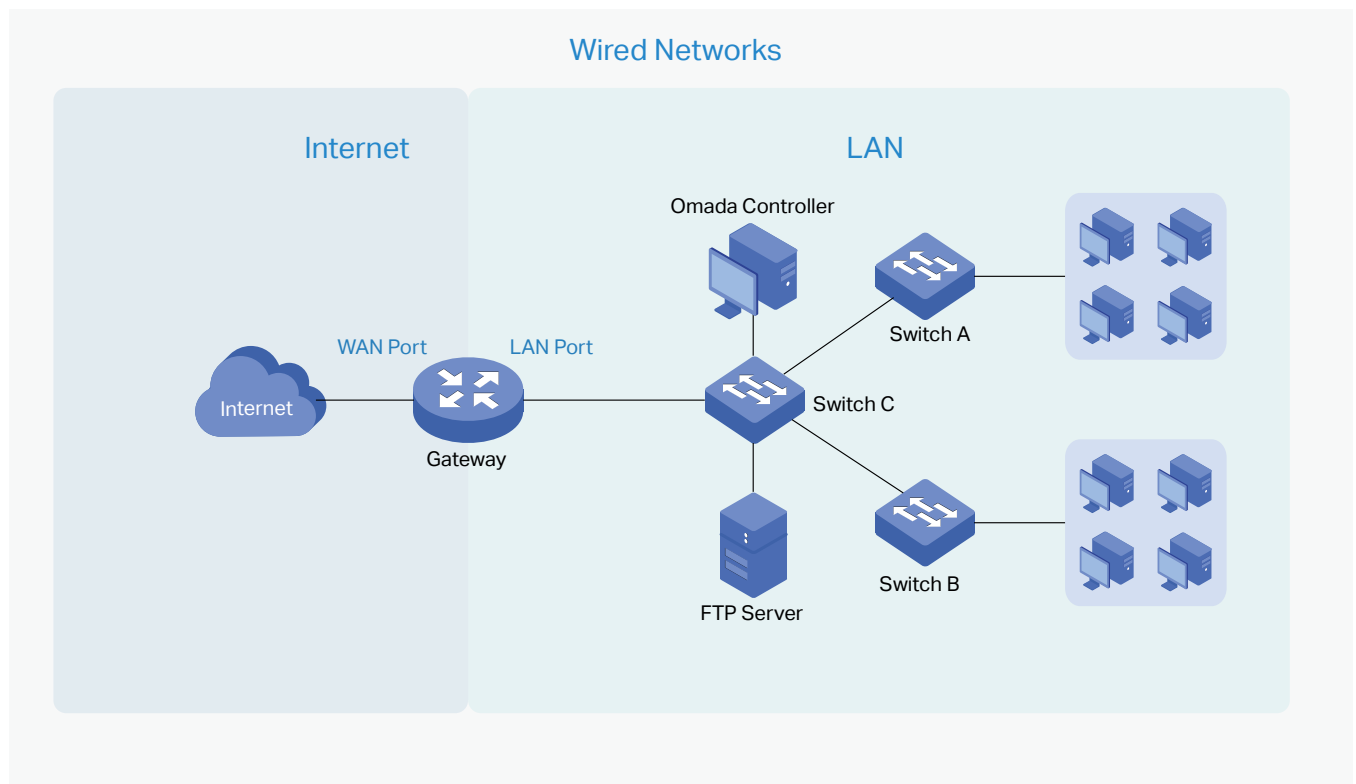 Wired Networks
Internet
LAN
Omada Controller
Switch A
WAN Port
LAN Port
Internet
Switch C
Gateway
Switch B
FTP Server